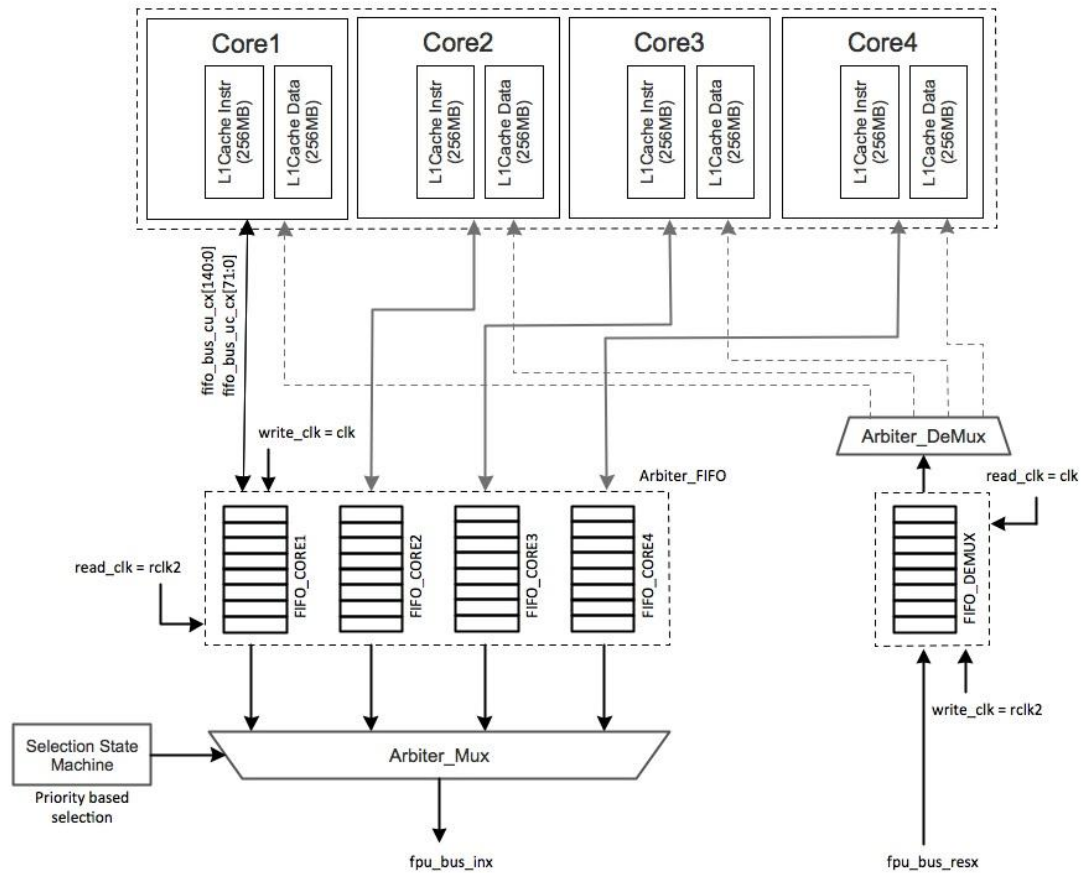 Core1
Core2
Core3
Core4
L1Cache Instr
(256MB)
L1Cache Data
(256MB)
L1Cache Instr
(256MB)
L1Cache Data
(256MB)
L1Cache Instr
(256MB)
L1Cache Data
(256MB)
L1Cache Instr
(256MB)
L1Cache Data
(256MB)
fifo_bus_cu_cx[140:0]
fifo_bus_uc_cx[71:0]
write_clk = clk
Arbiter_DeMux
Arbiter_FIFO
read_clk = clk
read_clk = rclk2
FIFO_CORE1
FIFO_CORE2
FIFO_CORE3
FIFO_CORE4
FIFO_DEMUX
write_clk = rclk2
Selection State
Machine
Arbiter_Mux
Priority based
selection
fpu_bus_inx
fpu_bus_resx